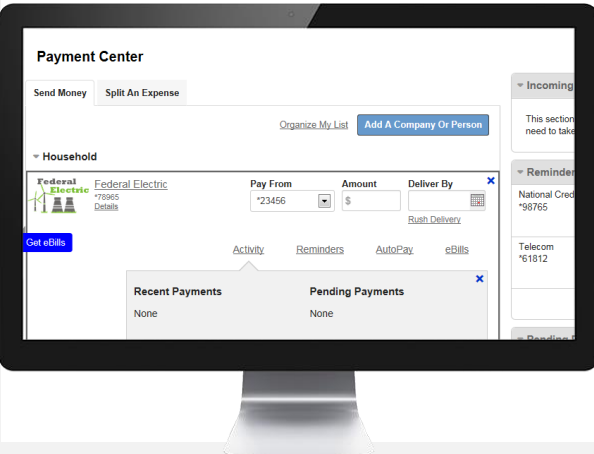 Payment Center
Send Money
Split An Expense
Organize My List
Add A Company Or Person
Household
Federal
Electric
Federal Electric
*78965
Details
Pay From
Amount
Deliver By
*23456
$
Rush Delivery
Get eBills
Activity
Reminders
AutoPay
eBills
Recent Payments
Pending Payments
None
None
Incoming
This section
need to take
Reminder
National Cred
*98765
Telecom
*61812
Pending